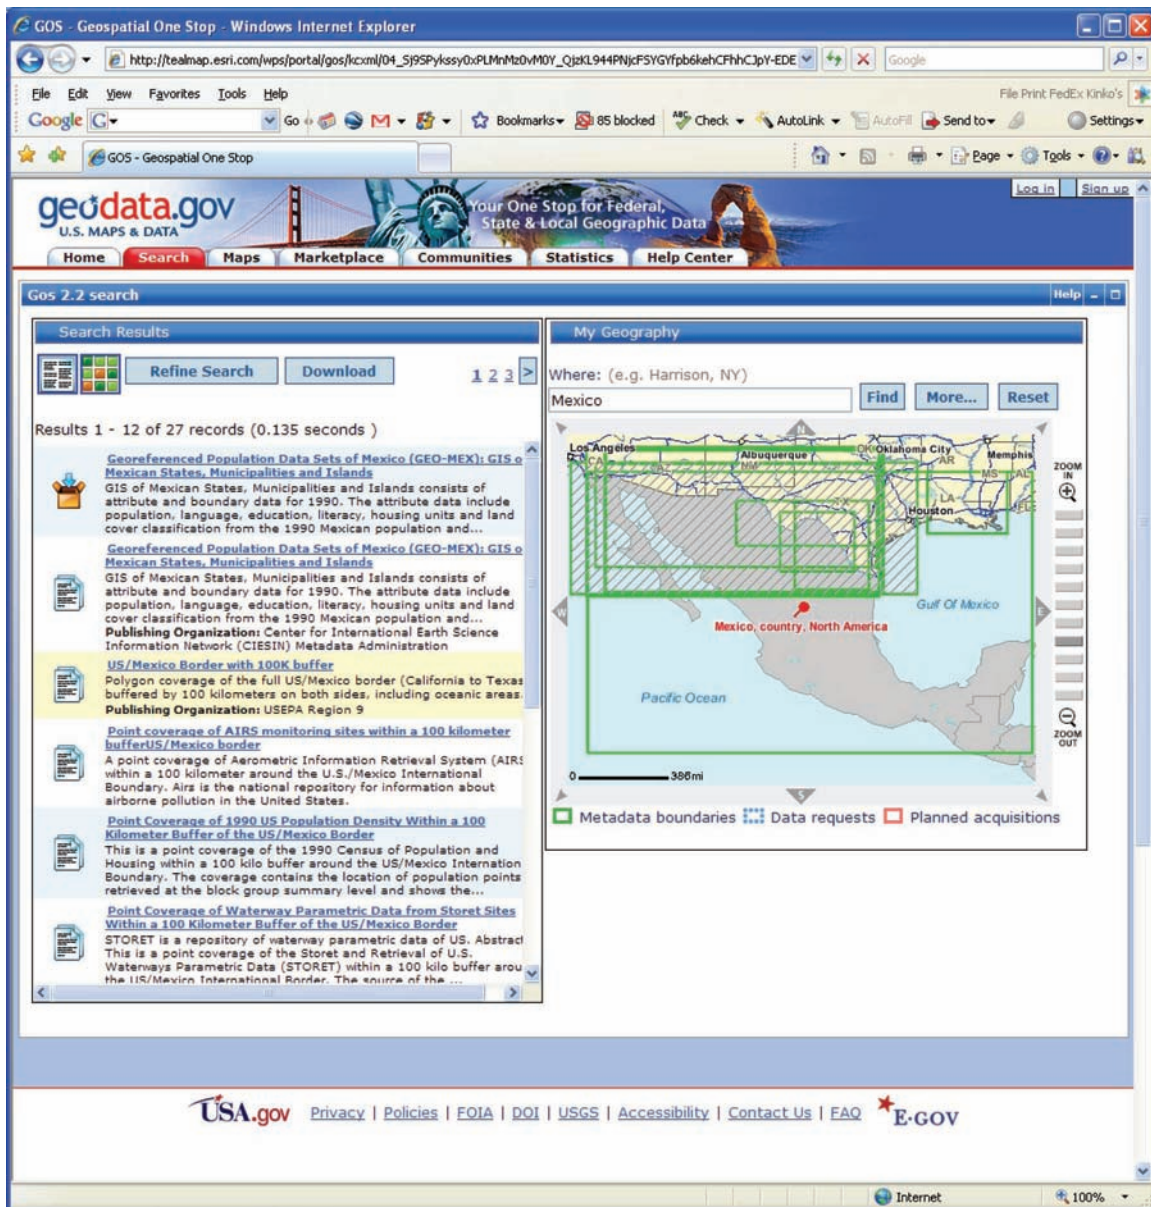 GOS - Geospatial One Stop - Windows Internet Explorer
Google
File Edit View Favorites Tools Help
File Print FedEx Kinko's
Google G Go Bookmarks 85 blocked ABC Check AutoLink AutoFill Send to Settings
GOS - Geospatial One Stop
Page Tools
Log in Sign up
geodata.gov
U.S. MAPS & DATA
Your One Stop for Federal,
State & Local Geographic Data
Home Search Maps Marketplace Communities Statistics Help Center
Gos 2.2 search
Help
Search Results
Refine Search Download 1 2 3 >
Results 1 - 12 of 27 records (0.135 seconds )
Georeferenced Population Data Sets of Mexico (GEO-MEX): GIS o
Mexican States, Municipalities and Islands
GIS of Mexican States, Municipalities and Islands consists of
attribute and boundary data for 1990. The attribute data include
population, language, education, literacy, housing units and land
cover classification from the 1990 Mexican population and...
Georeferenced Population Data Sets of Mexico (GEO-MEX): GIS o
Mexican States, Municipalities and Islands
GIS of Mexican States, Municipalities and Islands consists of
attribute and boundary data for 1990. The attribute data include
population, language, education, literacy, housing units and land
cover classification from the 1990 Mexican population and...
Publishing Organization: Center for International Earth Science
Information Network (CIESIN) Metadata Administration
US/Mexico Border with 100K buffer
Polygon coverage of the full US/Mexico border (California to Texas
buffered by 100 kilometers on both sides, including oceanic areas.
Publishing Organization: USEPA Region 9
Point coverage of AIRS monitoring sites within a 100 kilometer
bufferUS/Mexico border
A point coverage of Aerometric Information Retrieval System (AIRS
within a 100 kilometer around the U.S./Mexico International
Boundary. Airs is the national repository for information about
airborne pollution in the United States.
Point Coverage of 1990 US Population Density Within a 100
Kilometer Buffer of the US/Mexico Border
This is a point coverage of the 1990 Census of Population and
Housing within a 100 kilo buffer around the US/Mexico Internation
Boundary. The coverage contains the location of population points
retrieved at the block group summary level and shows the...
Point Coverage of Waterway Parametric Data from Storet Sites
Within a 100 Kilometer Buffer of the US/Mexico Border
STORET is a repository of waterway parametric data of US. Abstract
This is a point coverage of the Storet and Retrieval of U.S.
Waterways Parametric Data (STORET) within a 100 kilo buffer arou
the US/Mexico International Border. The source of the ...
My Geography
Where: (e.g. Harrison, NY)
Mexico Find More... Reset
N
Los Angeles Albuquerque OK Oklahoma City Memphis
CA AZ NM AR
MS AL
TX LA
Houston FL
ZOOM
IN
W
E
Gulf Of Mexico
Mexico, country, North America
Pacific Ocean
ZOOM
OUT
0 386mi
S
Metadata boundaries Data requests Planned acquisitions
USA.gov Privacy | Policies | FOIA | DOI | USGS | Accessibility | Contact Us | FAQ E-GOV
Internet 100%